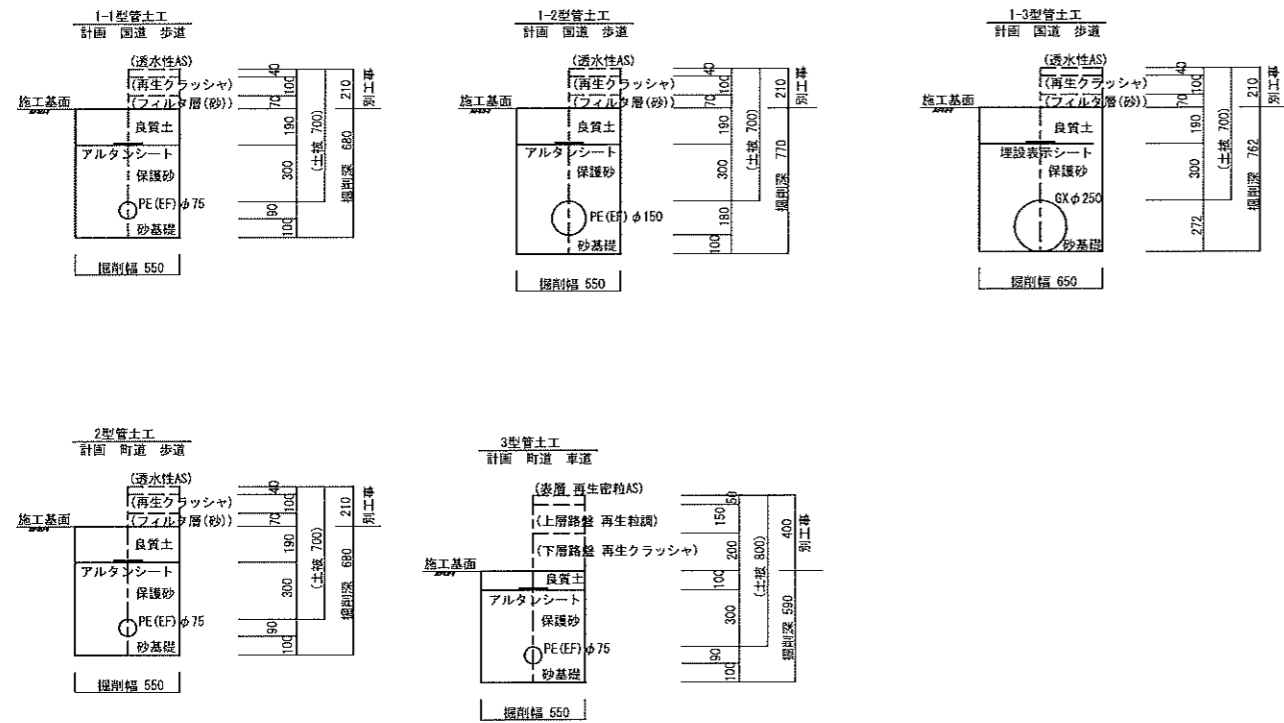 1-1型管土工
計画 国道 歩道
(透水性AS)
(再生クラッシャ)
(フィルタ層(砂))
施工基面
良質土
アルタンシート
保護砂
PE(EF)φ75
砂基礎
掘削幅 550
40
100
70
190
300
90
100
(土被 700)
210
掘削深 680
別工事
1-2型管土工
計画 国道 歩道
(透水性AS)
(再生クラッシャ)
(フィルタ層(砂))
施工基面
良質土
アルタンシート
保護砂
PE(EF)φ150
砂基礎
掘削幅 550
40
100
70
190
300
180
100
(土被 700)
210
掘削深 770
別工事
1-3型管土工
計画 国道 歩道
(透水性AS)
(再生クラッシャ)
(フィルタ層(砂))
施工基面
良質土
埋設表示シート
保護砂
GXφ250
砂基礎
掘削幅 650
40
100
70
190
300
272
(土被 700)
210
掘削深 762
別工事
2型管土工
計画 町道 歩道
(透水性AS)
(再生クラッシャ)
(フィルタ層(砂))
施工基面
良質土
アルタンシート
保護砂
PE(EF)φ75
砂基礎
掘削幅 550
40
100
70
190
300
90
100
(土被 700)
210
掘削深 680
別工事
3型管土工
計画 町道 車道
(表層 再生密粒AS)
(上層路盤 再生粒調)
(下層路盤 再生クラッシャ)
施工基面
良質土
アルタンシート
保護砂
PE(EF)φ75
砂基礎
掘削幅 550
50
150
200
100
300
90
100
(土被 800)
400
掘削深 590
別工事